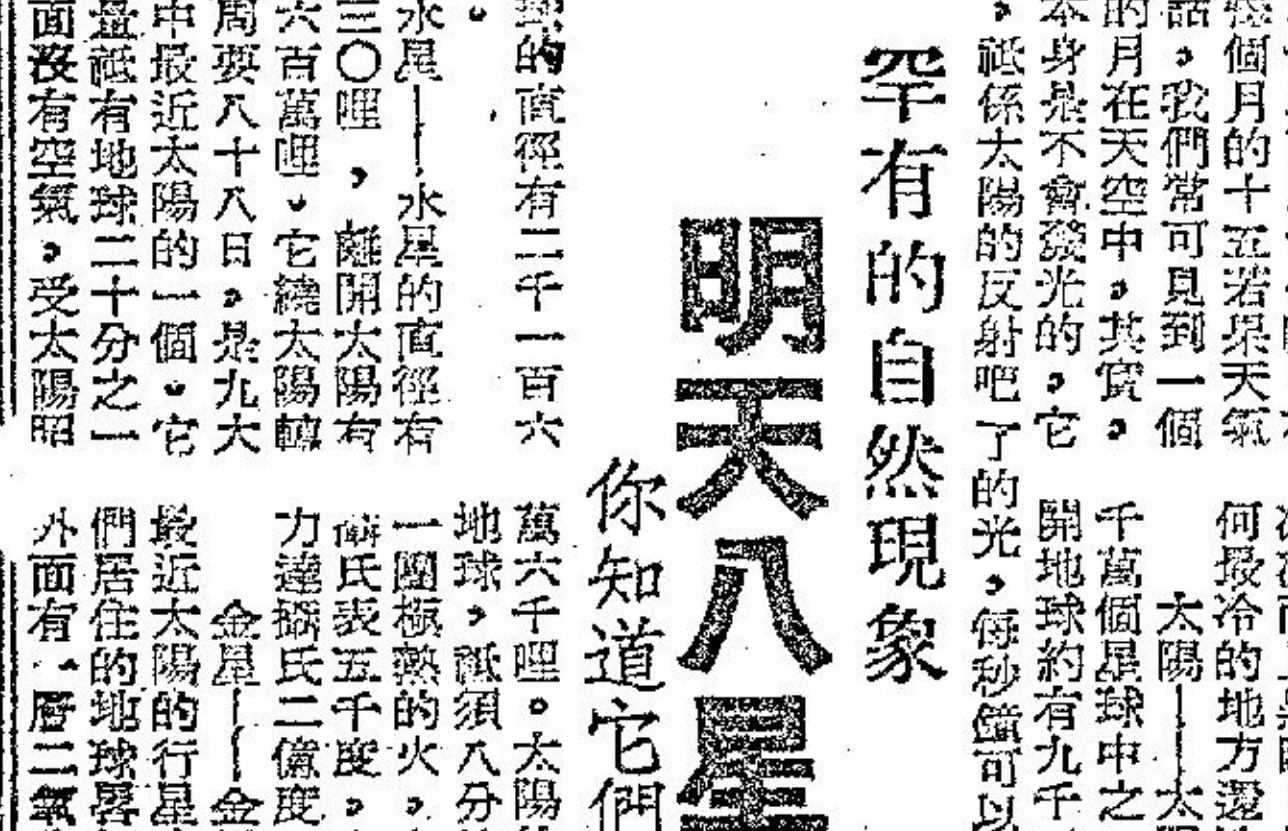 幾個月的十五若果天氣
話，我們常可見到一個
的月在天空中，其實，
本身是不會發光的，它
，祗係太陽的反射吧了
何最冷的地方還
太陽——太陽
千萬個星球中之
開地球約有九千
的光，每秒鐘可以
罕有的自然現象
明天八星
你知道它們
球的直徑有二千一百六
。
水星——水星的直徑有
三〇哩，離開太陽有
六百萬哩。它繞太陽轉
周要八十八日，是九大
中最近太陽的一個。它
量祗有地球二十分之一
面沒有空氣，受太陽昭
萬六千哩。太陽
地球，祗須八分
一團極熱的火，
氏表五千度，
力達攝氏二億度
金星——金
最近太陽的行星
們居住的地球畧
外面有一層二氧